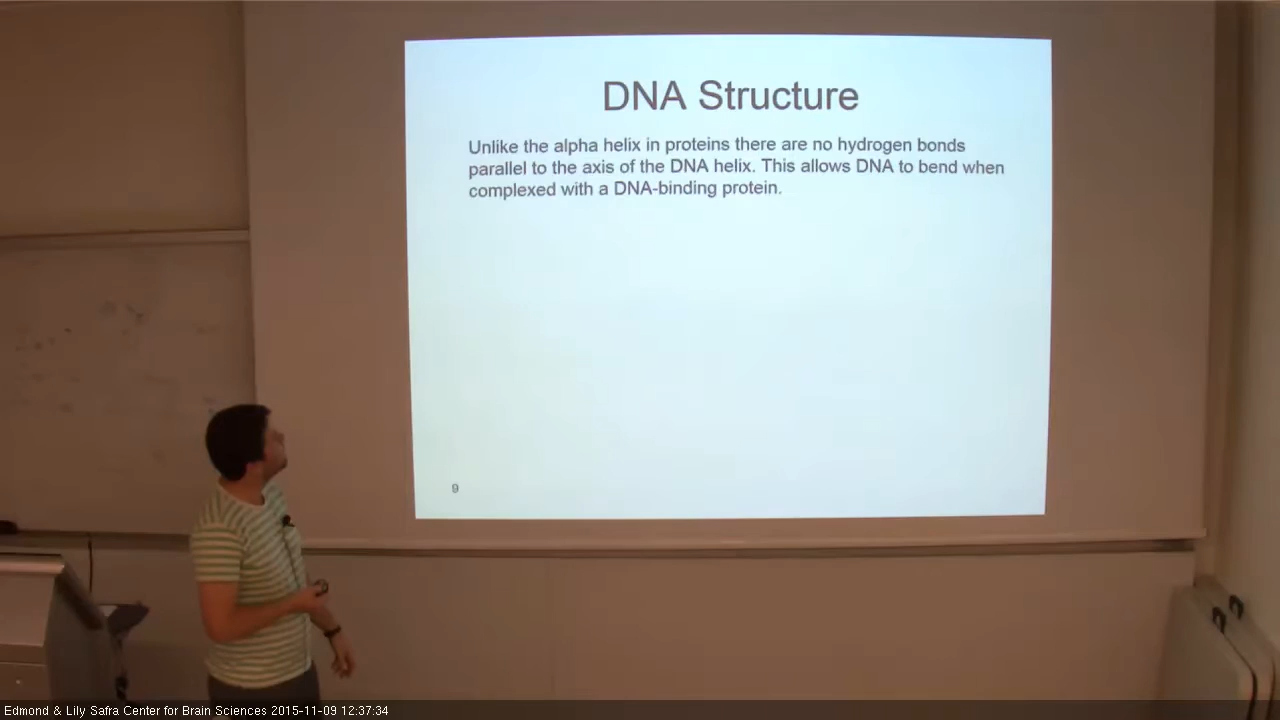 DNA Structure
Unlike the alpha helix in proteins there are no hydrogen bonds
parallel to the axis of the DNA helix. This allows DNA to bend when
complexed with a DNA-binding protein.
9
Edmond & Lily Safra Center for Brain Sciences 2015-11-09 12:37:34